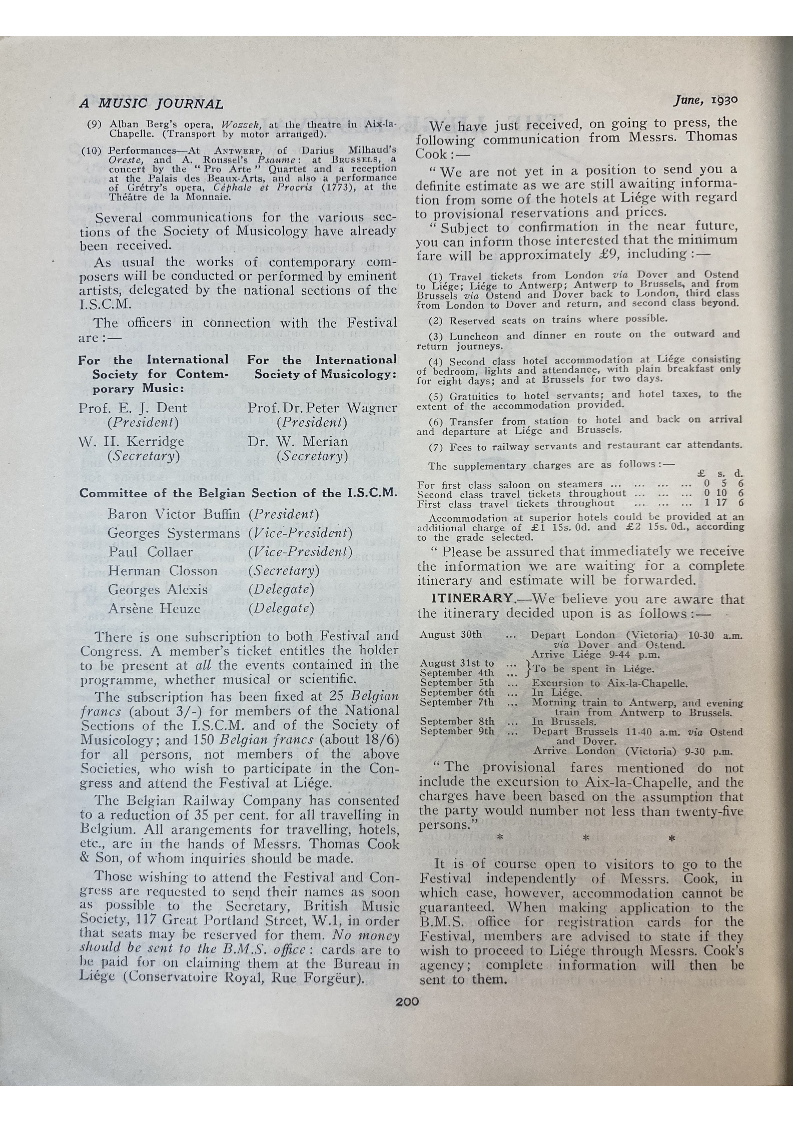 A MUSIC JOURNAL
June, 1930
(9) Alban Berg's opera, Wozzek, at the theatre in Aix-la-
Chapelle. (Transport by motor arranged).
(10) Performances—At ANTWERP, of Darius Milhaud's
Oreste, and A. Roussel's Psaume: at BRUSSELS, a
concert by the "Pro Arte" Quartet and a reception
at the Palais des Beaux-Arts, and also a performance
of Grétry's opera, Céphale et Procris (1773), at the
Théâtre de la Monnaie.
Several communications for the various sec-
tions of the Society of Musicology have already
been received.
As usual the works of contemporary com-
posers will be conducted or performed by eminent
artists, delegated by the national sections of the
I.S.C.M.
The officers in connection with the Festival
are:—
For the International
Society for Contem-
porary Music:
Prof. E. J. Dent
(President)
W. H. Kerridge
(Secretary)
For the International
Society of Musicology:
Prof. Dr. Peter Wagner
(President)
Dr. W. Merian
(Secretary)
Committee of the Belgian Section of the I.S.C.M.
Baron Victor Buffin (President)
Georges Systermans (Vice-President)
Paul Collaer (Vice-President)
Herman Closson (Secretary)
Georges Alexis (Delegate)
Arsène Heuze (Delegate)
There is one subscription to both Festival and
Congress. A member's ticket entitles the holder
to be present at all the events contained in the
programme, whether musical or scientific.
The subscription has been fixed at 25 Belgian
francs (about 3/-) for members of the National
Sections of the I.S.C.M. and of the Society of
Musicology; and 150 Belgian francs (about 18/6)
for all persons, not members of the above
Societies, who wish to participate in the Con-
gress and attend the Festival at Liége.
The Belgian Railway Company has consented
to a reduction of 35 per cent. for all travelling in
Belgium. All arangements for travelling, hotels,
etc., are in the hands of Messrs. Thomas Cook
& Son, of whom inquiries should be made.
Those wishing to attend the Festival and Con-
gress are requested to send their names as soon
as possible to the Secretary, British Music
Society, 117 Great Portland Street, W.1, in order
that seats may be reserved for them. No money
should be sent to the B.M.S. office: cards are to
be paid for on claiming them at the Bureau in
Liége (Conservatoire Royal, Rue Forgëur).
We have just received, on going to press, the
following communication from Messrs. Thomas
Cook:—
"We are not yet in a position to send you a
definite estimate as we are still awaiting informa-
tion from some of the hotels at Liége with regard
to provisional reservations and prices.
"Subject to confirmation in the near future,
you can inform those interested that the minimum
fare will be approximately £9, including:—
(1) Travel tickets from London via Dover and Ostend
to Liége; Liége to Antwerp; Antwerp to Brussels, and from
Brussels via Ostend and Dover back to London, third class
from London to Dover and return, and second class beyond.
(2) Reserved seats on trains where possible.
(3) Luncheon and dinner en route on the outward and
return journeys.
(4) Second class hotel accommodation at Liége consisting
of bedroom, lights and attendance, with plain breakfast only
for eight days; and at Brussels for two days.
(5) Gratuities to hotel servants; and hotel taxes, to the
extent of the accommodation provided.
(6) Transfer from station to hotel and back on arrival
and departure at Liége and Brussels.
(7) Fees to railway servants and restaurant car attendants.
The supplementary charges are as follows:—
£ s. d.
For first class saloon on steamers ... ... ... ... 0 5 6
Second class travel tickets throughout ... ... ... 0 10 6
First class travel tickets throughout ... ... ... 1 17 6
Accommodation at superior hotels could be provided at an
additional charge of £1 15s. 0d. and £2 15s. 0d., according
to the grade selected.
"Please be assured that immediately we receive
the information we are waiting for a complete
itinerary and estimate will be forwarded.
ITINERARY.—We believe you are aware that
the itinerary decided upon is as follows:—
August 30th ... Depart London (Victoria) 10-30 a.m.
via Dover and Ostend.
Arrive Liége 9-44 p.m.
August 31st to ...
September 4th ... } To be spent in Liége.
September 5th ... Excursion to Aix-la-Chapelle.
September 6th ... In Liége.
September 7th ... Morning train to Antwerp, and evening
train from Antwerp to Brussels.
September 8th ... In Brussels.
September 9th ... Depart Brussels 11-40 a.m. via Ostend
and Dover.
Arrive London (Victoria) 9-30 p.m.
"The provisional fares mentioned do not
include the excursion to Aix-la-Chapelle, and the
charges have been based on the assumption that
the party would number not less than twenty-five
persons."
* * *
It is of course open to visitors to go to the
Festival independently of Messrs. Cook, in
which case, however, accommodation cannot be
guaranteed. When making application to the
B.M.S. office for registration cards for the
Festival, members are advised to state if they
wish to proceed to Liége through Messrs. Cook's
agency; complete information will then be
sent to them.
200